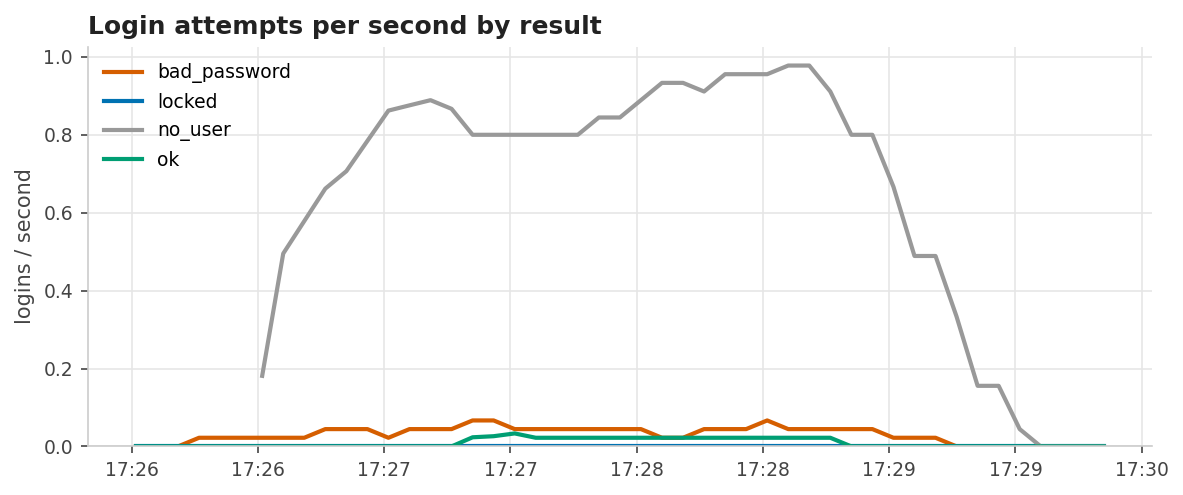 Login attempts per second by result
1.0
0.8
0.6
0.4
0.2
0.0
logins / second
bad_password
locked
no_user
ok
17:26 17:26 17:27 17:27 17:28 17:28 17:29 17:29 17:30